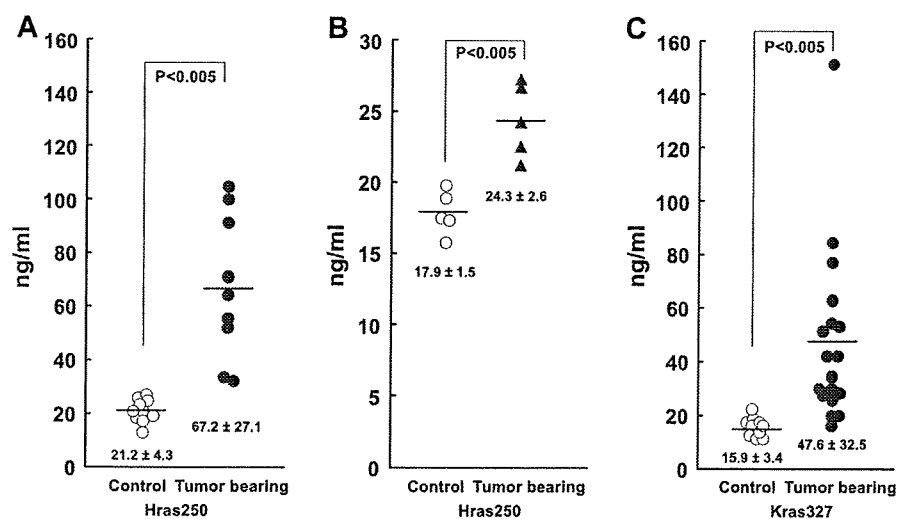 A
160
140
120
100
80
60
40
20
0
ng/ml
P<0.005
21.2 ± 4.3
67.2 ± 27.1
Control Tumor bearing
Hras250
B
30
25
20
15
10
5
0
ng/ml
P<0.005
17.9 ± 1.5
24.3 ± 2.6
Control Tumor bearing
Hras250
C
160
140
120
100
80
60
40
20
0
ng/ml
P<0.005
15.9 ± 3.4
47.6 ± 32.5
Control Tumor bearing
Kras327